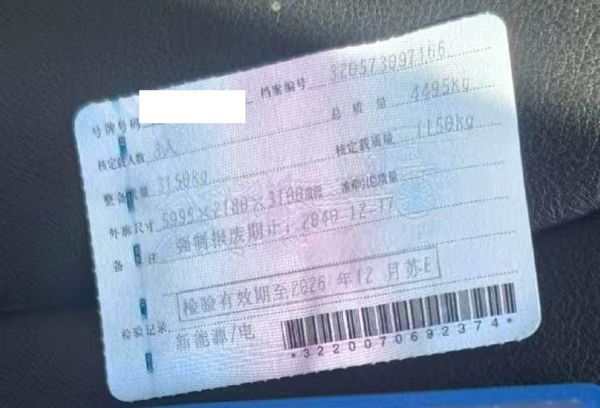 号牌号码 档案编号 320573097166
核定载人数 3人 总质量 4495kg
整备质量 3150kg 核定载质量 1150kg
外廓尺寸 5995×2100×3100mm 准牵引总质量
备注 强制报废期止：2040-12-17
检验有效期至2026年12月苏E
检验记录 新能源/电
*3220070692374*